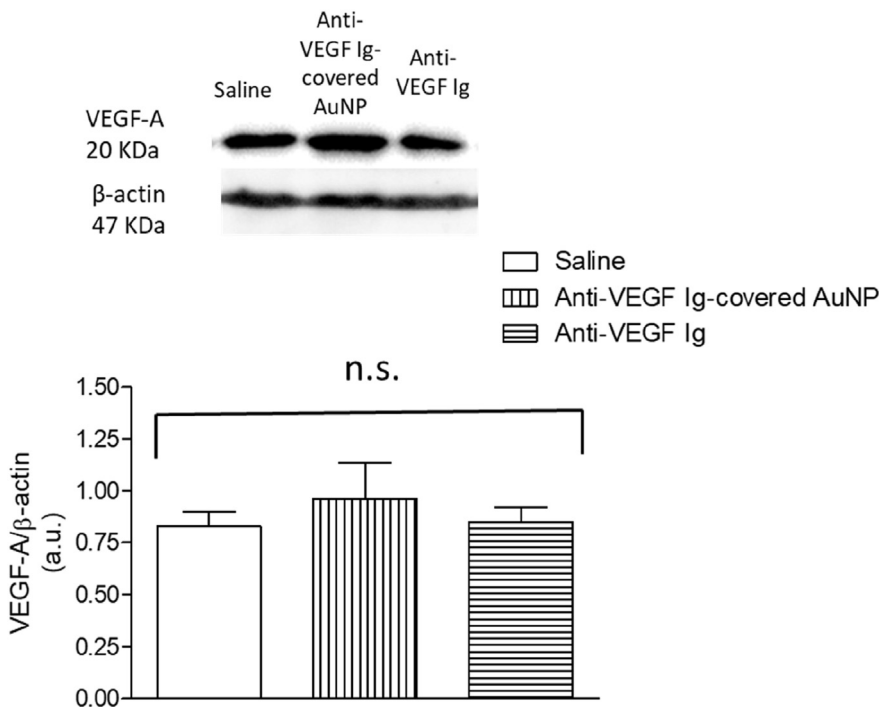 Saline
Anti-
VEGF Ig-
covered
AuNP
Anti-
VEGF Ig
VEGF-A
20 KDa
β-actin
47 KDa
Saline
Anti-VEGF Ig-covered AuNP
Anti-VEGF Ig
n.s.
VEGF-A/β-actin
(a.u.)
1.50
1.25
1.00
0.75
0.50
0.25
0.00